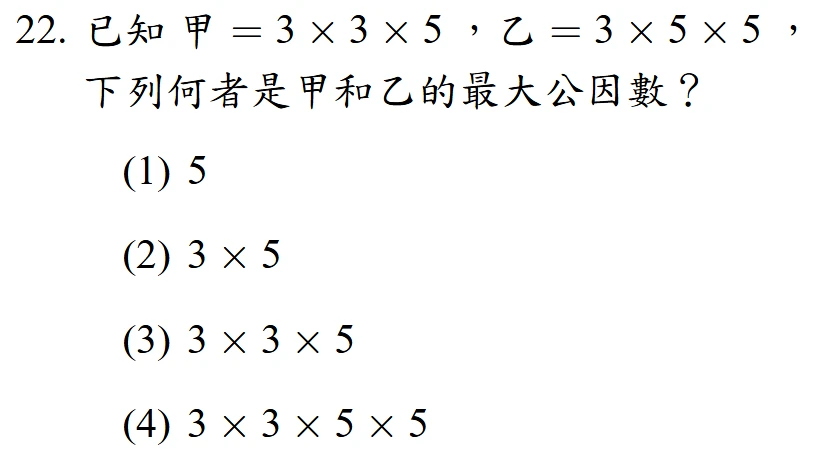 22. 已知 甲 = 3 × 3 × 5 ，乙 = 3 × 5 × 5 ，
下列何者是甲和乙的最大公因數？
(1) 5
(2) 3 × 5
(3) 3 × 3 × 5
(4) 3 × 3 × 5 × 5